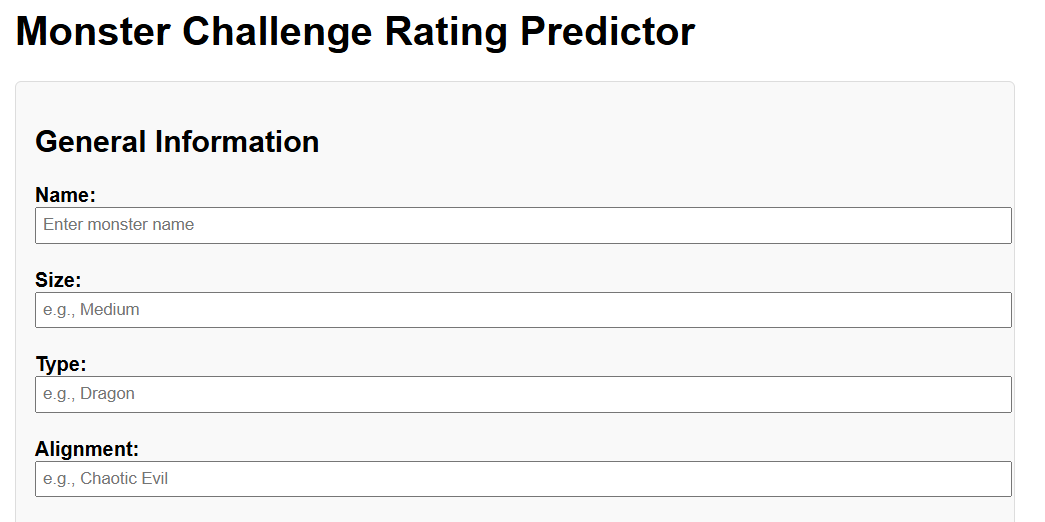 Monster Challenge Rating Predictor
General Information
Name:
Enter monster name
Size:
e.g., Medium
Type:
e.g., Dragon
Alignment:
e.g., Chaotic Evil